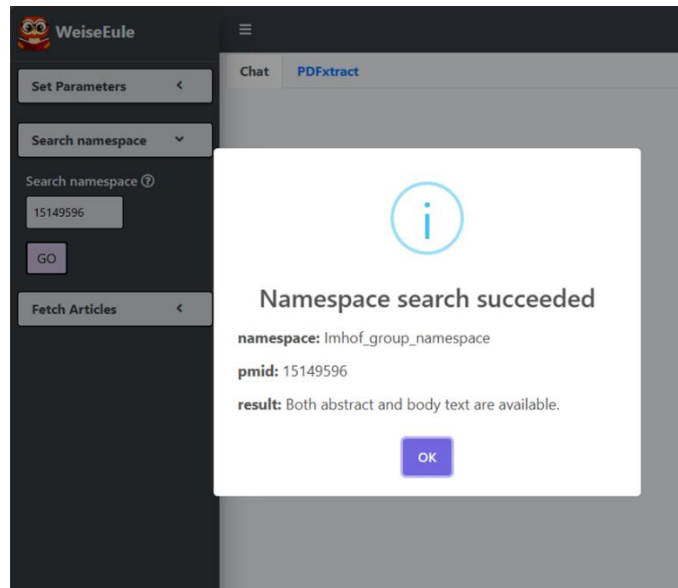 WeiseEule
☰
Set Parameters
Chat PDFxtract
Search namespace
Search namespace ?
15149596
GO
Fetch Articles
i
Namespace search succeeded
namespace: Imhof_group_namespace
pmid: 15149596
result: Both abstract and body text are available.
OK